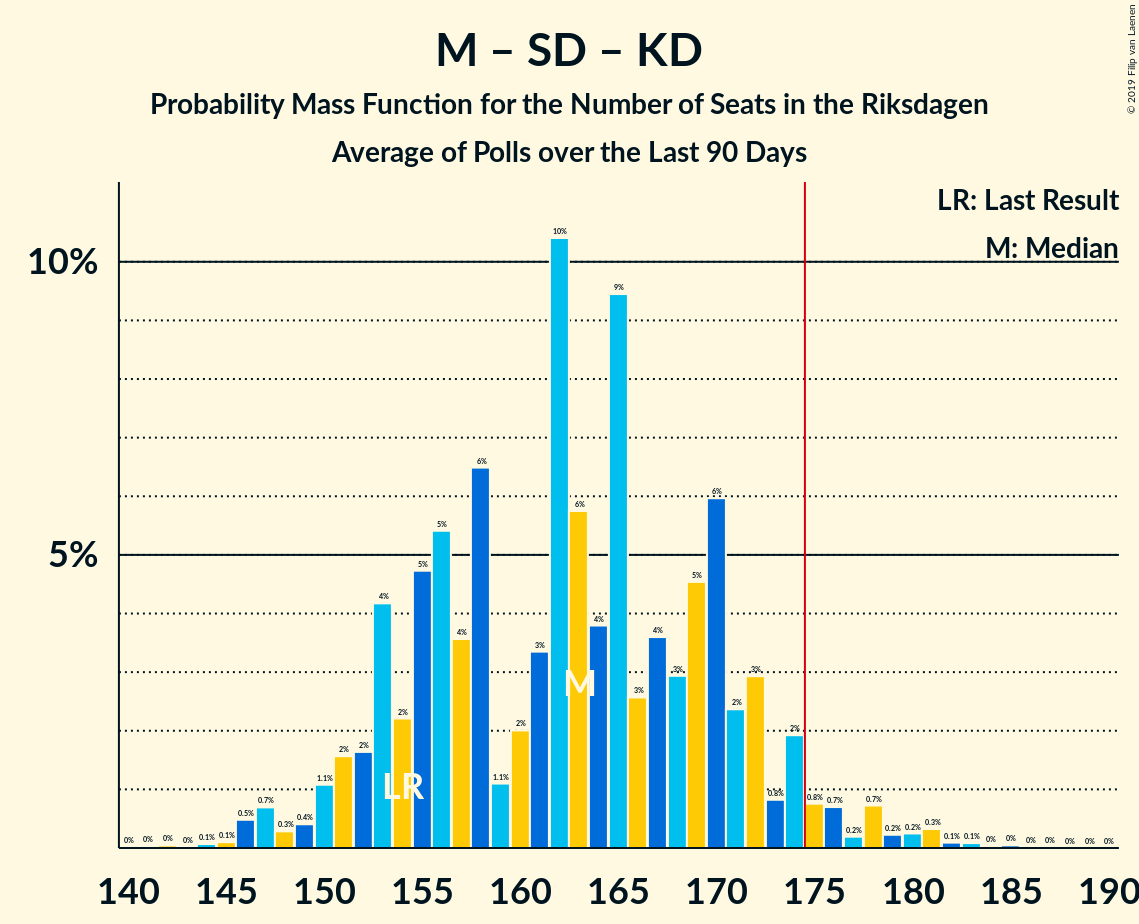 M – SD – KD
Probability Mass Function for the Number of Seats in the Riksdagen
Average of Polls over the Last 90 Days
© 2019 Filip van Laenen
LR: Last Result
M: Median
10%
5%
0% 0% 0% 0% 0.1% 0.1% 0.5% 0.7% 0.3% 0.4% 1.1% 2% 2% 4% 2% 5% 5% 4% 6% 1.1% 2% 3% 10% 6% 4% 9% 3% 4% 3% 5% 6% 2% 3% 0.8% 2% 0.8% 0.7% 0.2% 0.7% 0.2% 0.2% 0.3% 0.1% 0.1% 0% 0% 0% 0% 0% 0% 0%
M
LR
140 145 150 155 160 165 170 175 180 185 190